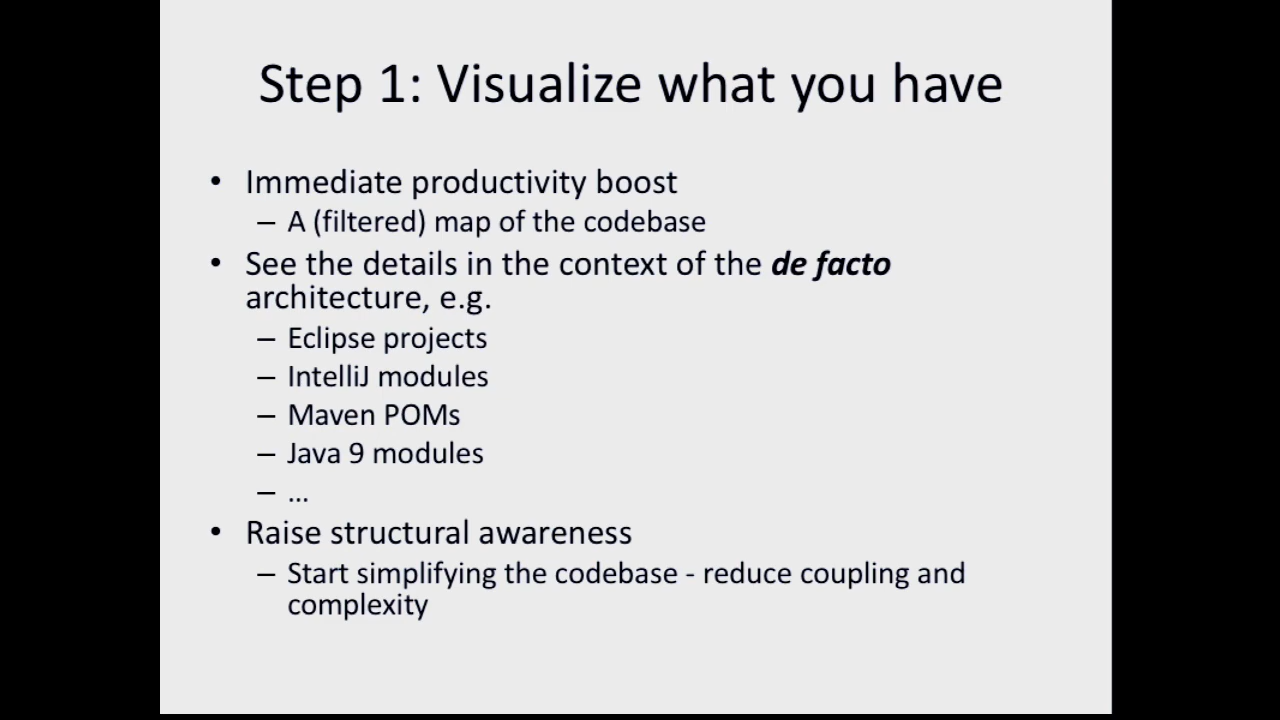 Step 1: Visualize what you have
• Immediate productivity boost
– A (filtered) map of the codebase
• See the details in the context of the de facto
architecture, e.g.
– Eclipse projects
– IntelliJ modules
– Maven POMs
– Java 9 modules
– ...
• Raise structural awareness
– Start simplifying the codebase - reduce coupling and
complexity